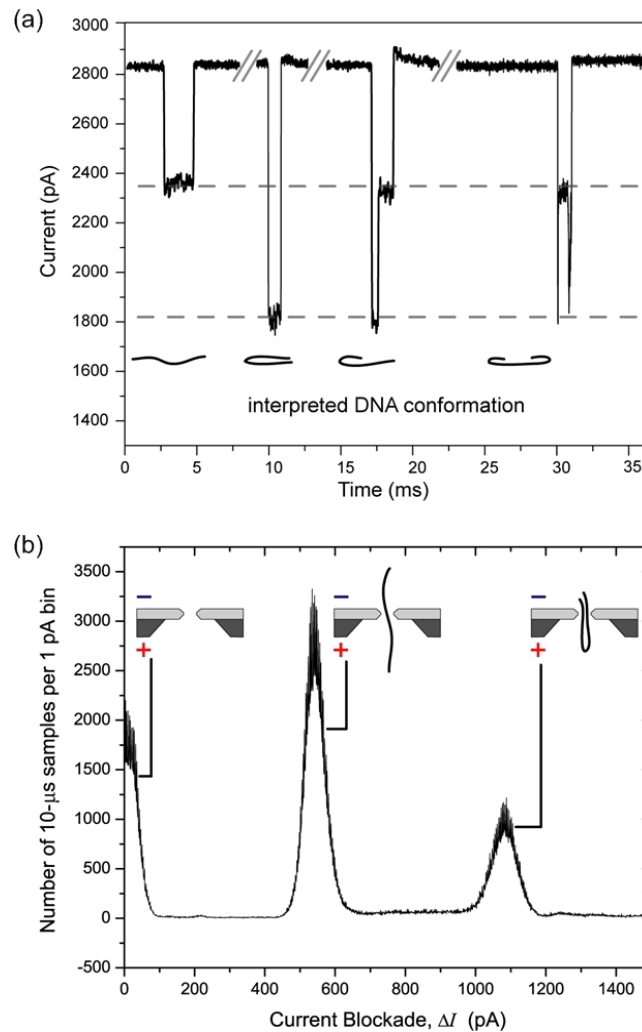 (a)
3000
2800
2600
2400
2200
2000
1800
1600
1400
Current (pA)
interpreted DNA conformation
0 5 10 15 20 25 30 35
Time (ms)
(b)
3500
3000
2500
2000
1500
1000
500
0
-500
Number of 10-μs samples per 1 pA bin
− − −
+ + +
0 200 400 600 800 1000 1200 1400
Current Blockade, ΔI (pA)